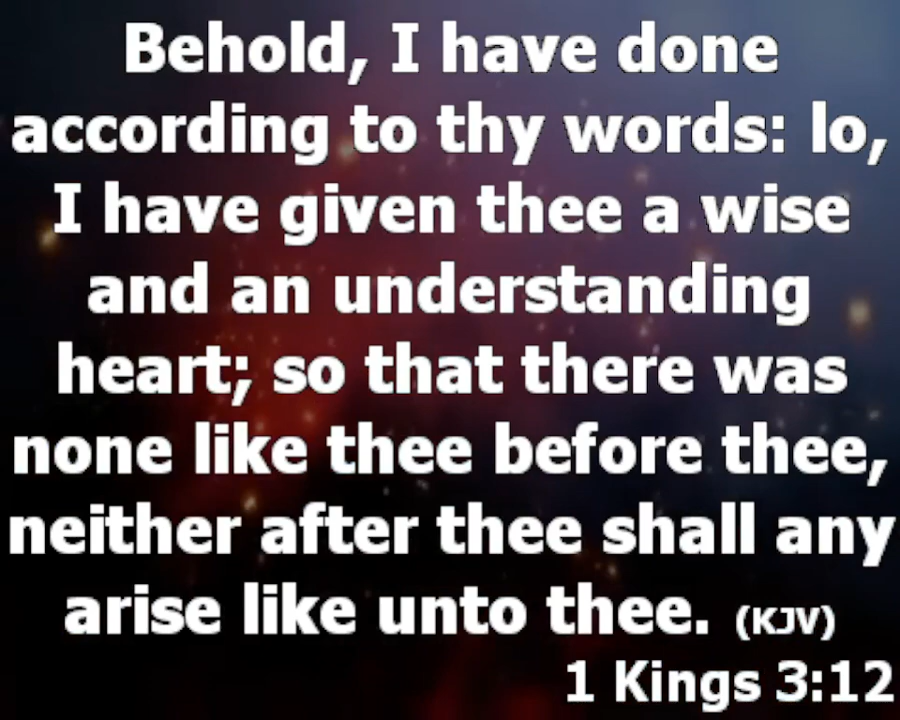 Behold, I have done
according to thy words: lo,
I have given thee a wise
and an understanding
heart; so that there was
none like thee before thee,
neither after thee shall any
arise like unto thee. (KJV)
1 Kings 3:12